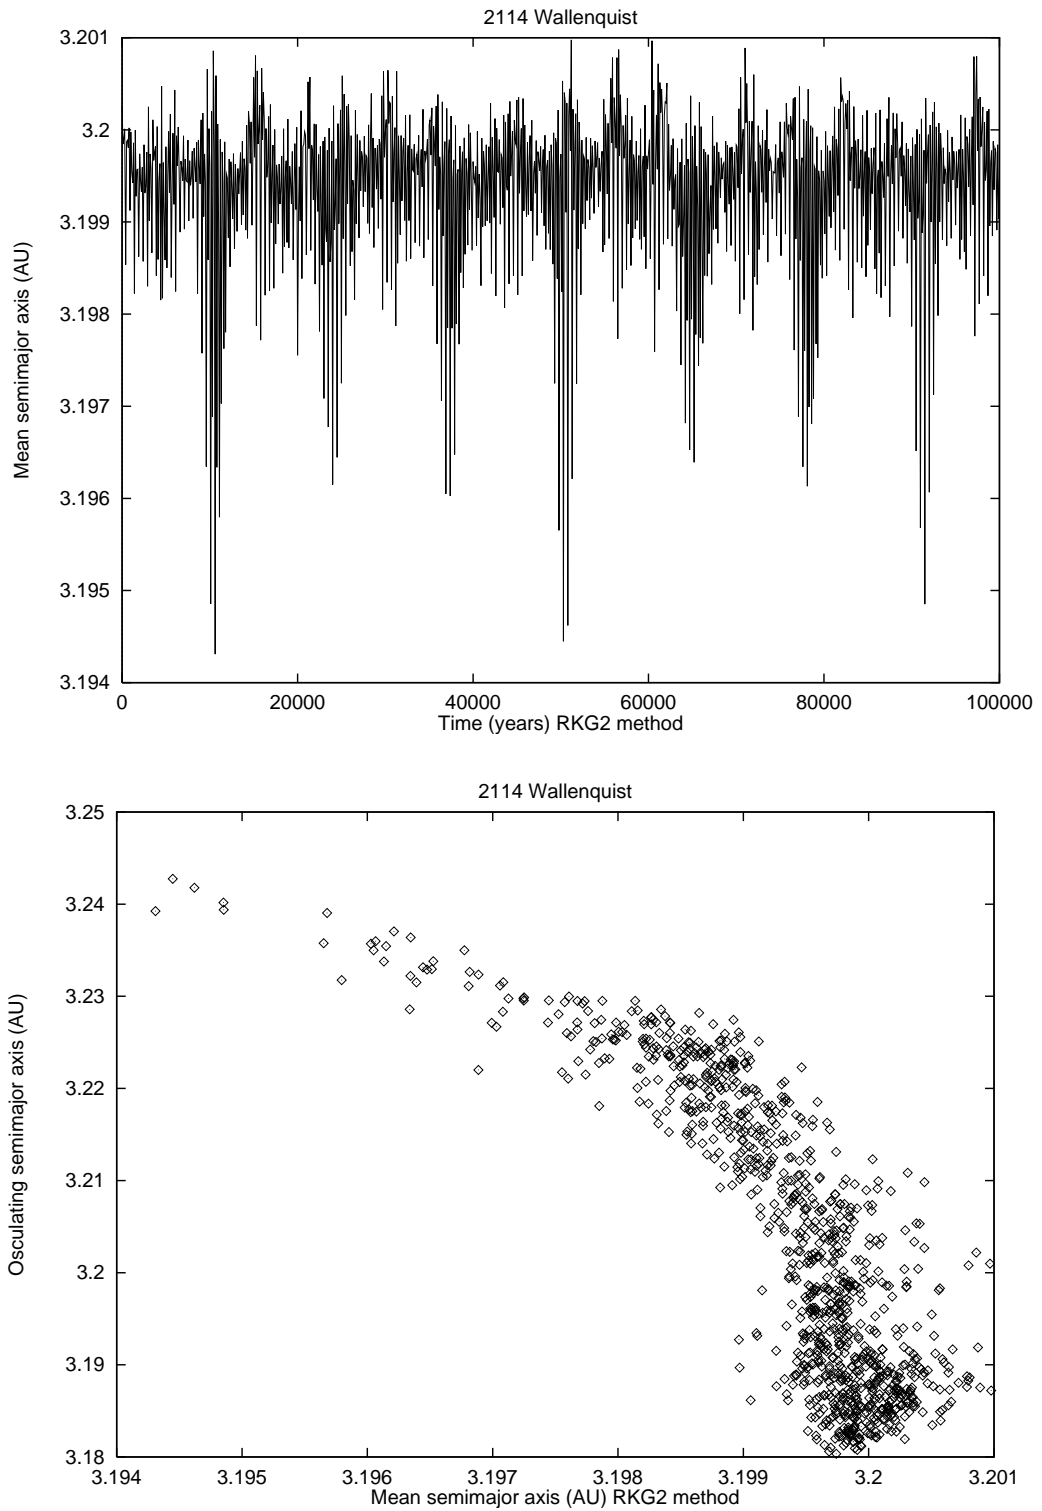 2114 Wallenquist
3.201
3.2
3.199
3.198
3.197
3.196
3.195
3.194
Mean semimajor axis (AU)
0 20000 40000 60000 80000 100000
Time (years) RKG2 method
2114 Wallenquist
3.25
3.24
3.23
3.22
3.21
3.2
3.19
3.18
Osculating semimajor axis (AU)
3.194 3.195 3.196 3.197 3.198 3.199 3.2 3.201
Mean semimajor axis (AU) RKG2 method